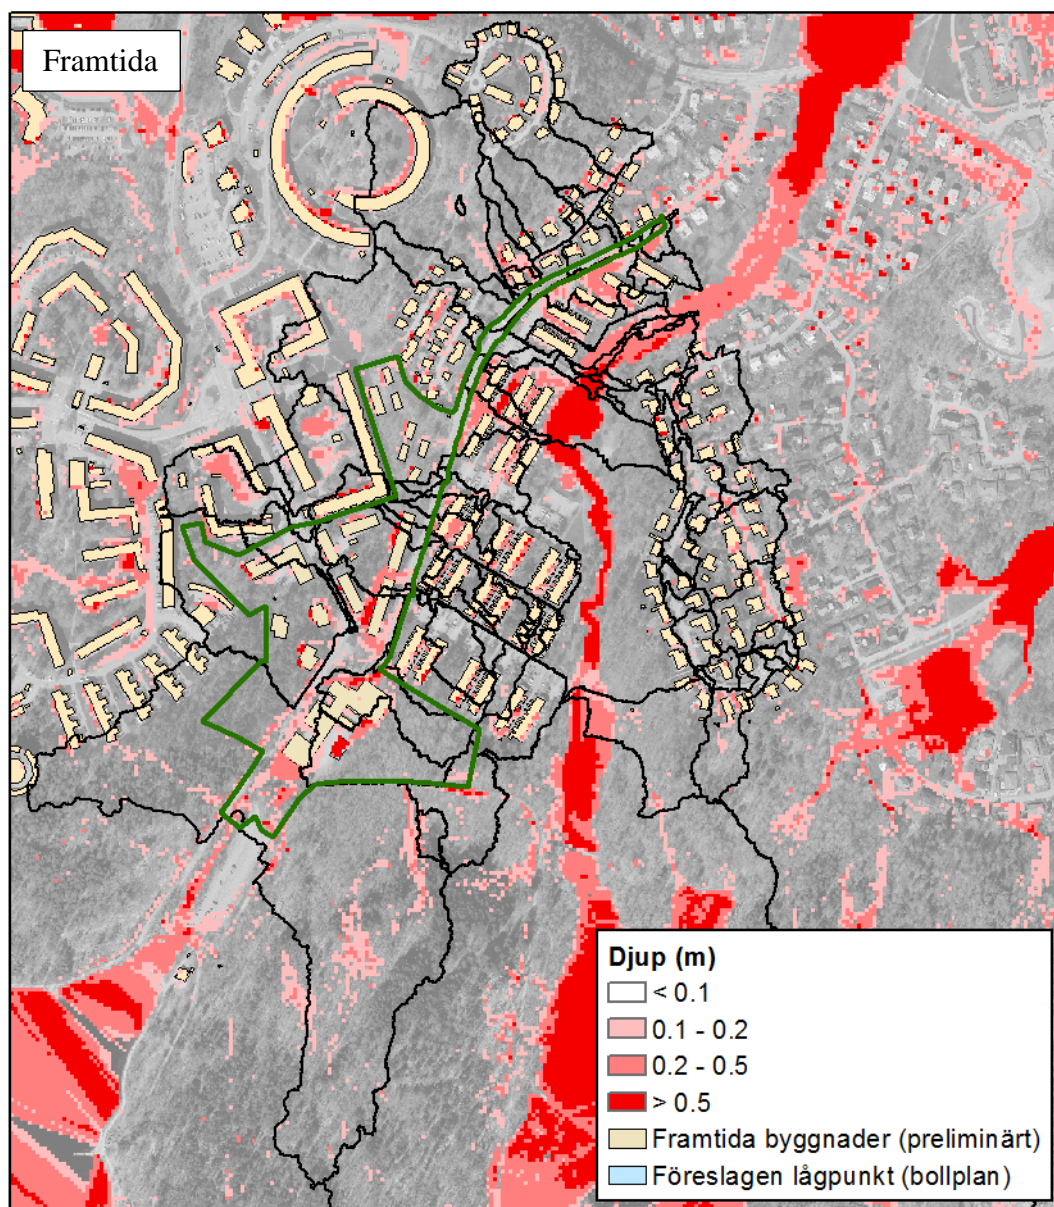 Framtida
Djup (m)
< 0.1
0.1 - 0.2
0.2 - 0.5
> 0.5
Framtida byggnader (preliminärt)
Föreslagen lågpunkt (bollplan)